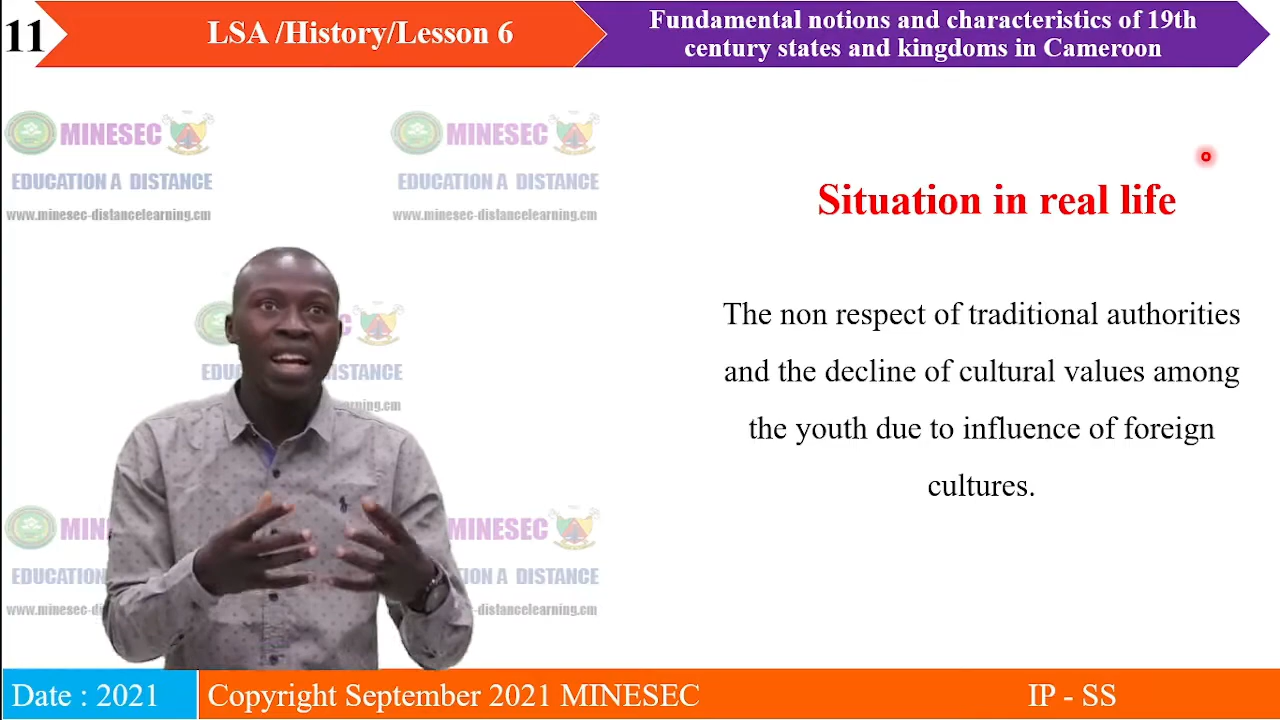 11
LSA /History/Lesson 6
Fundamental notions and characteristics of 19th
century states and kingdoms in Cameroon
MINESEC
EDUCATION A DISTANCE
www.minesec-distancelearning.cm
MINESEC
EDUCATION A DISTANCE
www.minesec-distancelearning.cm
Situation in real life
The non respect of traditional authorities
and the decline of cultural values among
the youth due to influence of foreign
cultures.
MINESEC
Date : 2021
Copyright September 2021 MINESEC
IP - SS